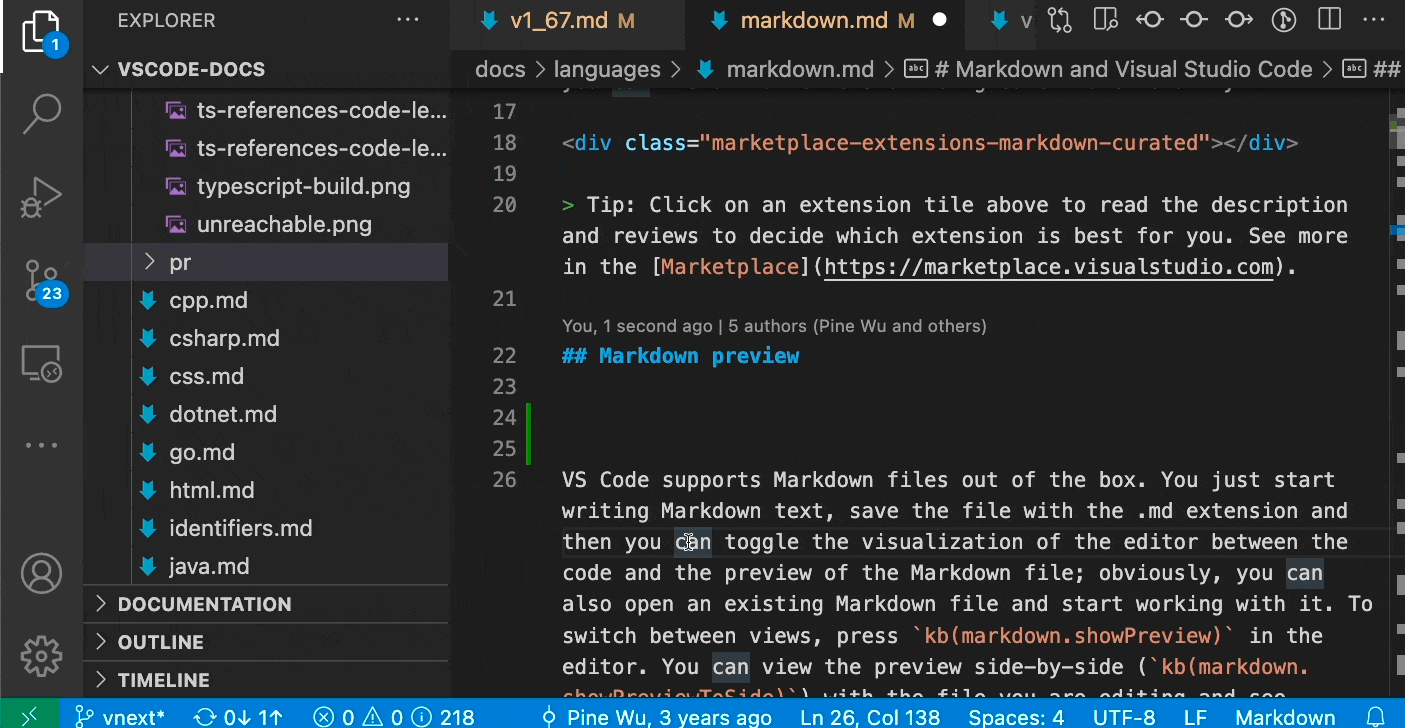 EXPLORER
1
VSCODE-DOCS
ts-references-code-le...
ts-references-code-le...
typescript-build.png
unreachable.png
pr
cpp.md
csharp.md
css.md
dotnet.md
go.md
html.md
identifiers.md
java.md
23
DOCUMENTATION
OUTLINE
TIMELINE
v1_67.md M
markdown.md M
v
docs > languages > markdown.md > # Markdown and Visual Studio Code > ##
17
18 <div class="marketplace-extensions-markdown-curated"></div>
19
20 > Tip: Click on an extension tile above to read the description
and reviews to decide which extension is best for you. See more
in the [Marketplace](https://marketplace.visualstudio.com).
21
You, 1 second ago | 5 authors (Pine Wu and others)
22 ## Markdown preview
23
24
25
26 VS Code supports Markdown files out of the box. You just start
writing Markdown text, save the file with the .md extension and
then you can toggle the visualization of the editor between the
code and the preview of the Markdown file; obviously, you can
also open an existing Markdown file and start working with it. To
switch between views, press `kb(markdown.showPreview)` in the
editor. You can view the preview side-by-side (`kb(markdown.
showPreviewToSide)`) with the file you are editing and see
vnext* 0↓ 1↑ 0 0 218 Pine Wu, 3 years ago Ln 26, Col 138 Spaces: 4 UTF-8 LF Markdown